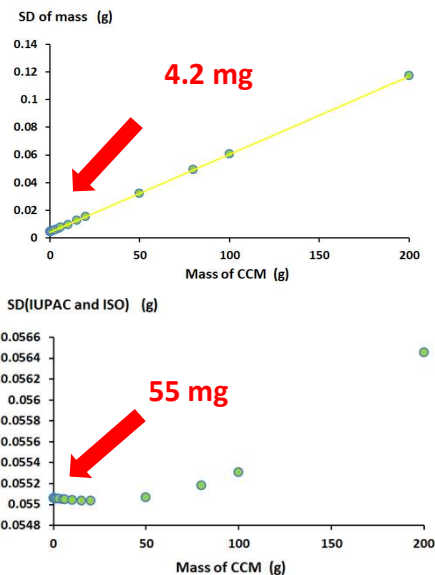 SD of mass (g)
0.14
4.2 mg
0.12
0.1
0.08
0.06
0.04
0.02
0
0 50 100 150 200
Mass of CCM (g)
SD(IUPAC and ISO) (g)
0.0566
0.0564
0.0562
0.056
55 mg
0.0558
0.0556
0.0554
0.0552
0.055
0.0548
0 50 100 150 200
Mass of CCM (g)